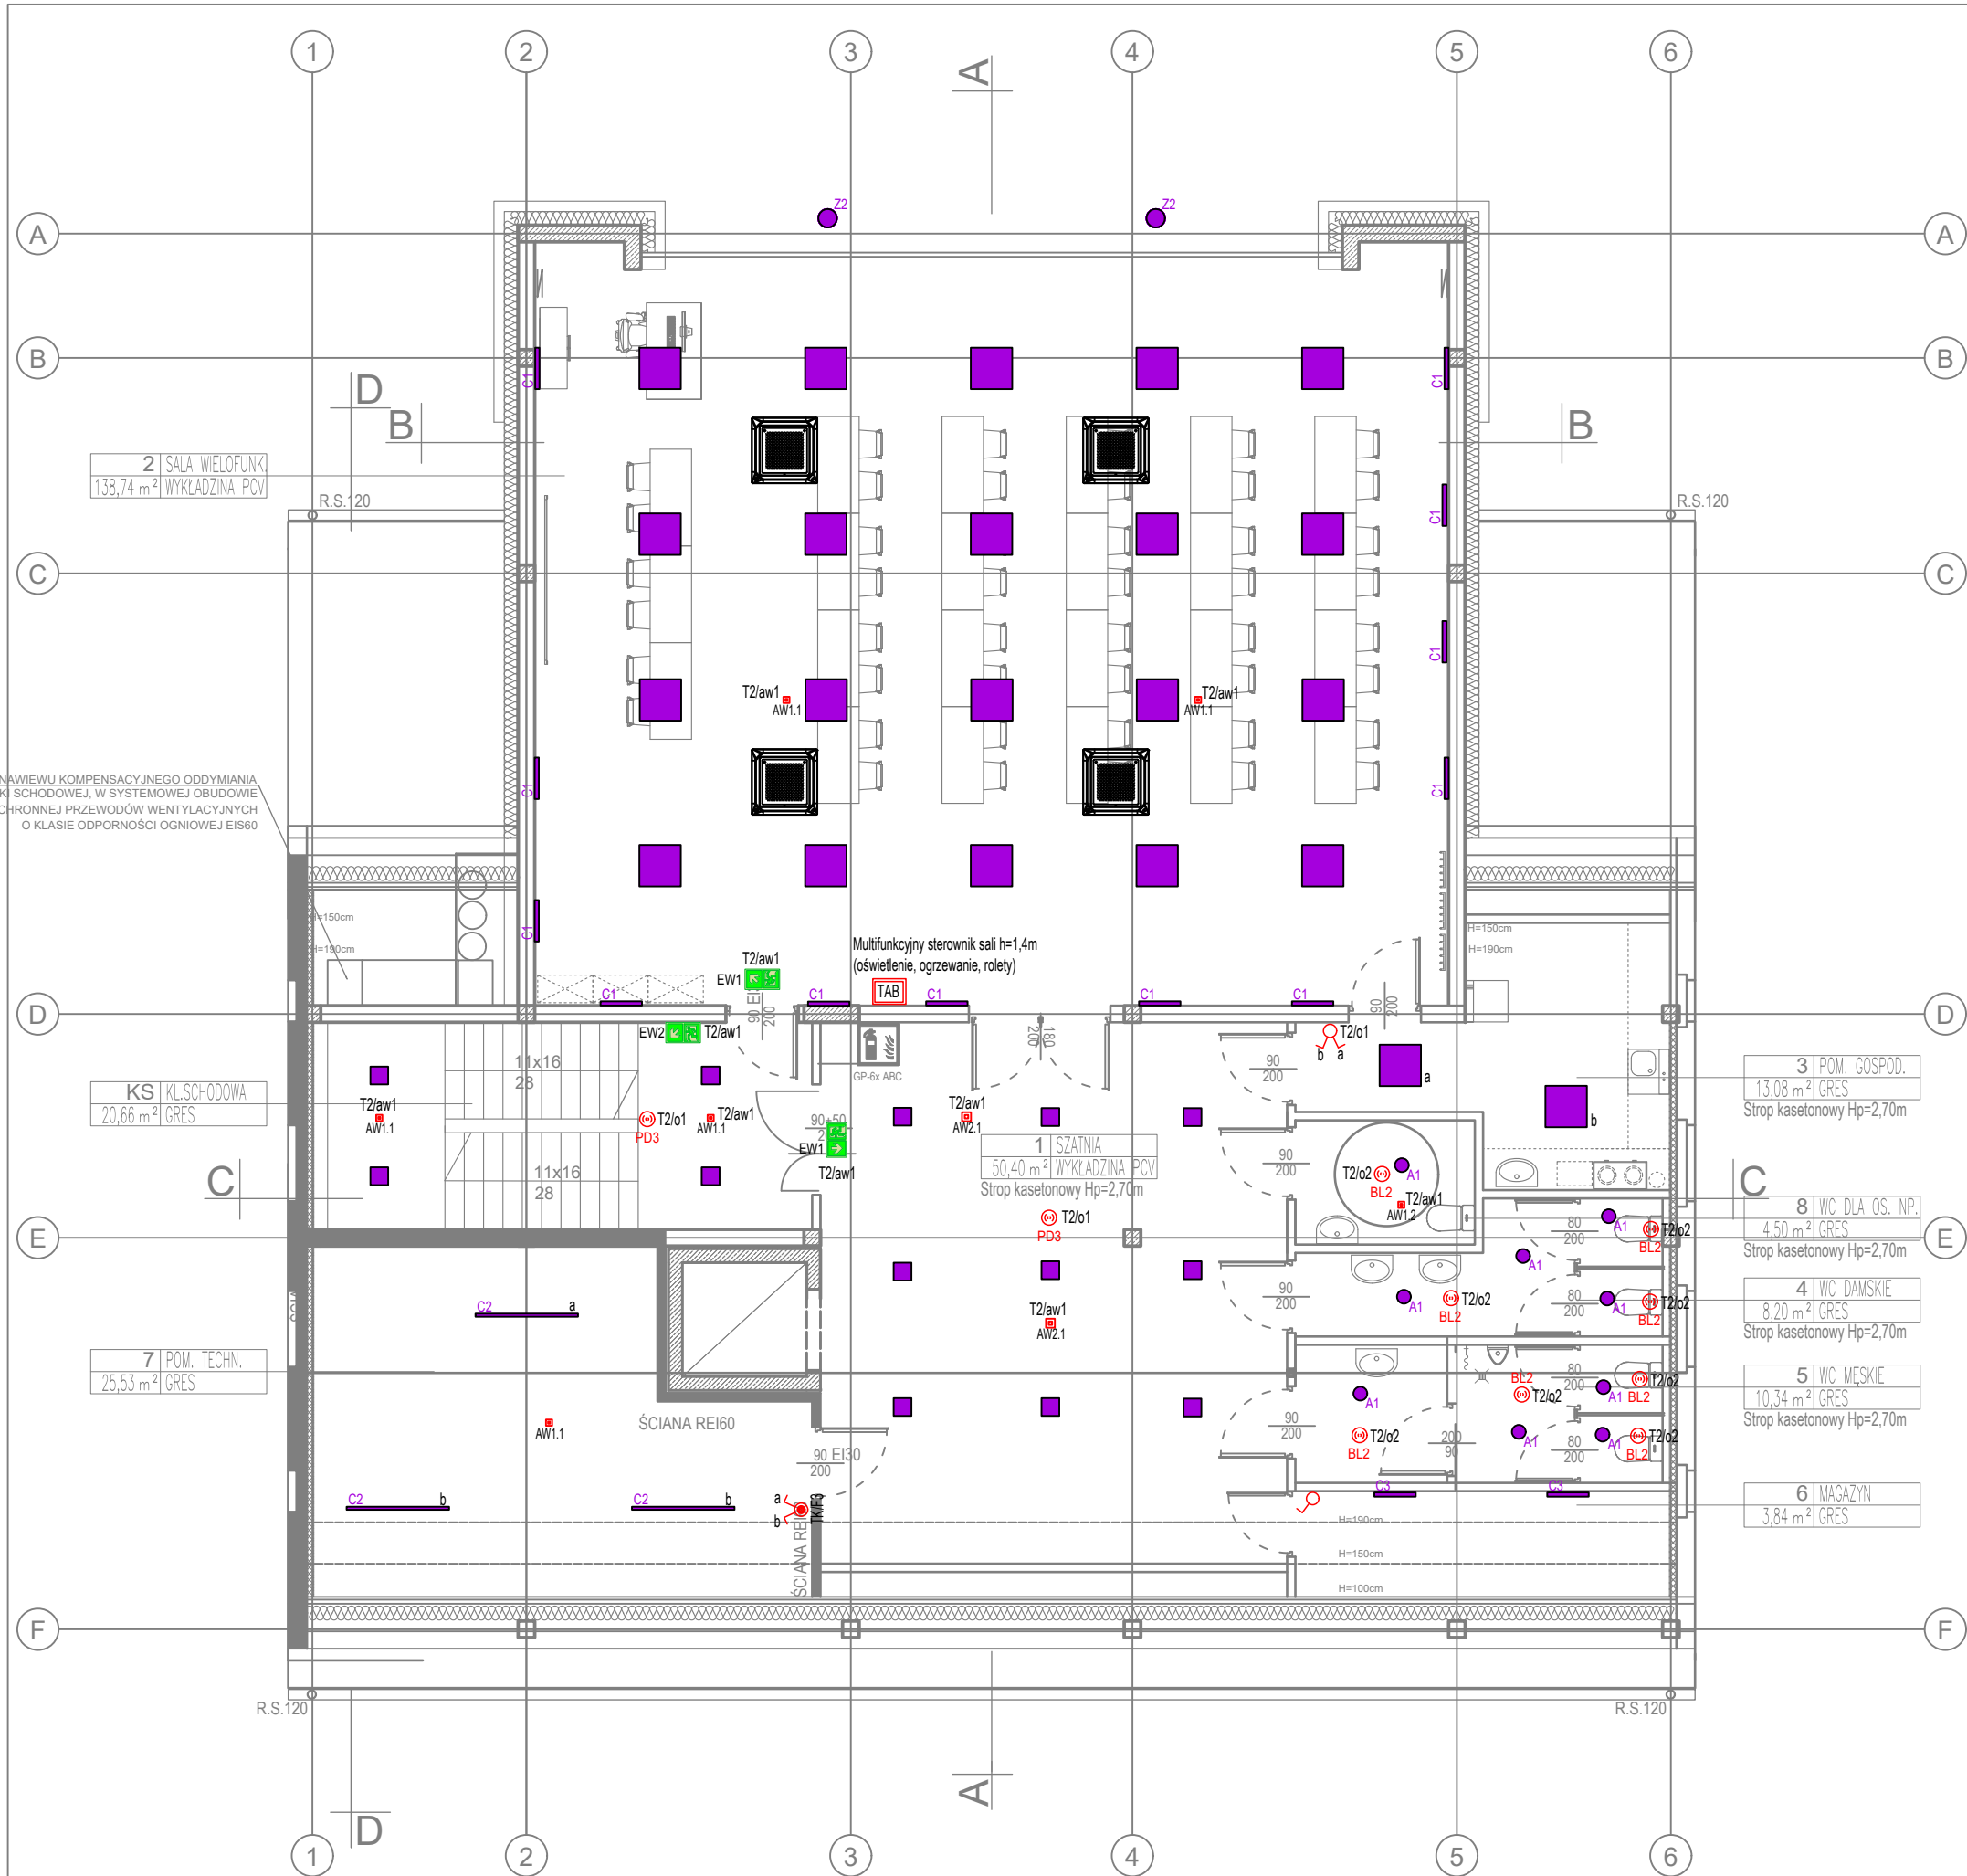 1 2 3 4 5 6
A
Z2 Z2
A A
B B
C1 C1
D
B B
2 SALA WIELOFUNK.
138,74 m² WYKŁADZINA PCV
R.S.120 R.S.120
C1
C C
C1
T2/aw1 T2/aw1
AW1.1 AW1.1
NAWIEWU KOMPENSACYJNEGO ODDYMIANIA
KI SCHODOWEJ, W SYSTEMOWEJ OBUDOWIE
CHRONNEJ PRZEWODÓW WENTYLACYJNYCH
O KLASIE ODPORNOŚCI OGNIOWEJ EIS60
C1 C1
H=150cm
H=190cm
C1
H=150cm
H=190cm
Multifunkcyjny sterownik sali h=1,4m
(oświetlenie, ogrzewanie, rolety)
TAB
T2/aw1
EW1
C1 C1 C1 C1 C1
D D
90 EI
200
EW2 T2/aw1
180
200
90
200
T2/o1
b a
GP-6x ABC
11x16
28
90
200
a
3 POM. GOSPOD.
13,08 m² GRES
Strop kasetonowy Hp=2,70m
KS KL.SCHODOWA
20,66 m² GRES
T2/aw1
AW1.1
T2/o1
PD3
T2/aw1
AW1.1
90+50
2
EW1
T2/aw1
T2/aw1
AW2.1
b
1 SZATNIA
50,40 m² WYKŁADZINA PCV
Strop kasetonowy Hp=2,70m
90
200
T2/o2
BL2
A1
T2/aw1
AW1.2
11x16
28
C C
8 WC DLA OS. NP.
4,50 m² GRES
Strop kasetonowy Hp=2,70m
T2/o1
PD3
80
200
A1
T2/o2
BL2
E E
A1
4 WC DAMSKIE
8,20 m² GRES
Strop kasetonowy Hp=2,70m
90
200
A1
T2/o2
BL2
80
200
A1
T2/o2
BL2
C2 a
T2/aw1
AW2.1
7 POM. TECHN.
25,53 m² GRES
5 WC MĘSKIE
10,34 m² GRES
Strop kasetonowy Hp=2,70m
80
200
BL2
T2/o2
A1
T2/o2
BL2
A1
AW1.1
ŚCIANA REI60
90
200
T2/o2
BL2
200
90
A1
80
200
A1
T2/o2
BL2
90 EI30
200
C2 b C2 b
a
b
TK/F3
ŚCIANA REI
C3 C3
6 MAGAZYN
3,84 m² GRES
H=190cm
H=150cm
H=100cm
F F
R.S.120 R.S.120
A
D
1 2 3 4 5 6